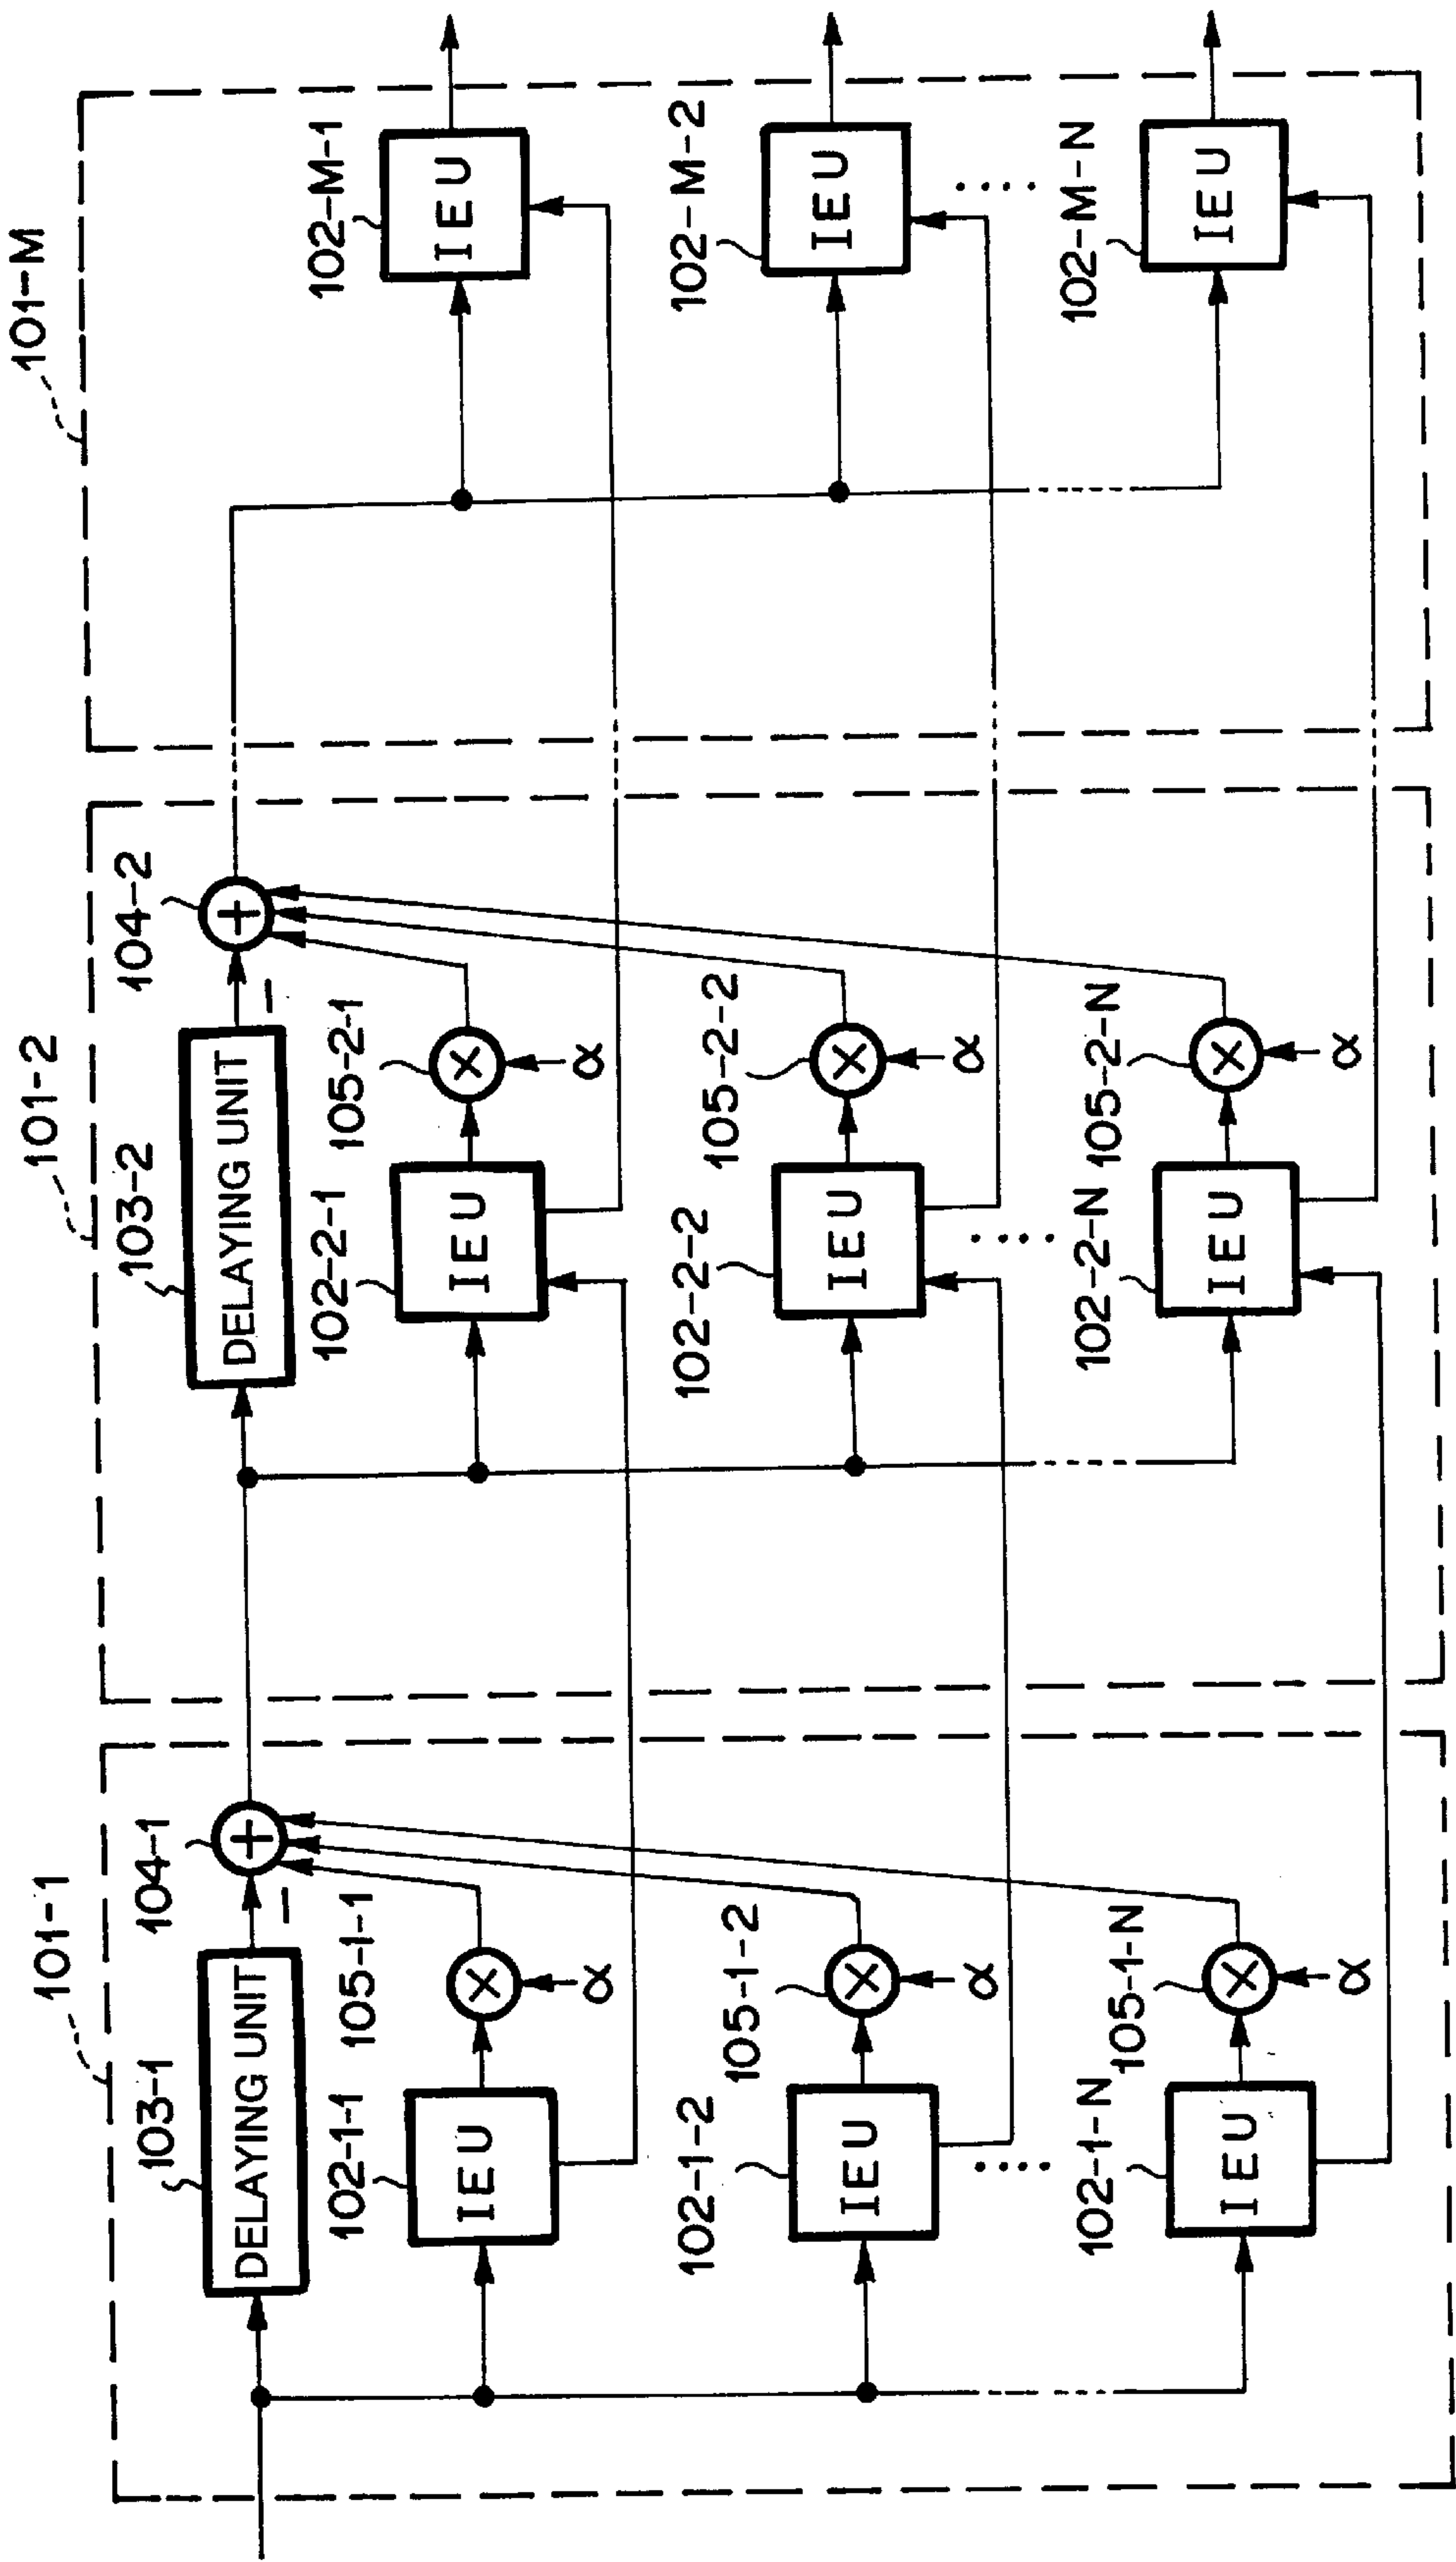 101-1
103-1
DELAYING UNIT
104-1
+
−
102-1-1
IEU
105-1-1
×
α
102-1-2
IEU
105-1-2
×
α
....
102-1-N
IEU
105-1-N
×
α
101-2
103-2
DELAYING UNIT
104-2
+
−
102-2-1
IEU
105-2-1
×
α
102-2-2
IEU
105-2-2
×
α
....
102-2-N
IEU
105-2-N
×
α
101-M
102-M-1
IEU
102-M-2
IEU
....
102-M-N
IEU